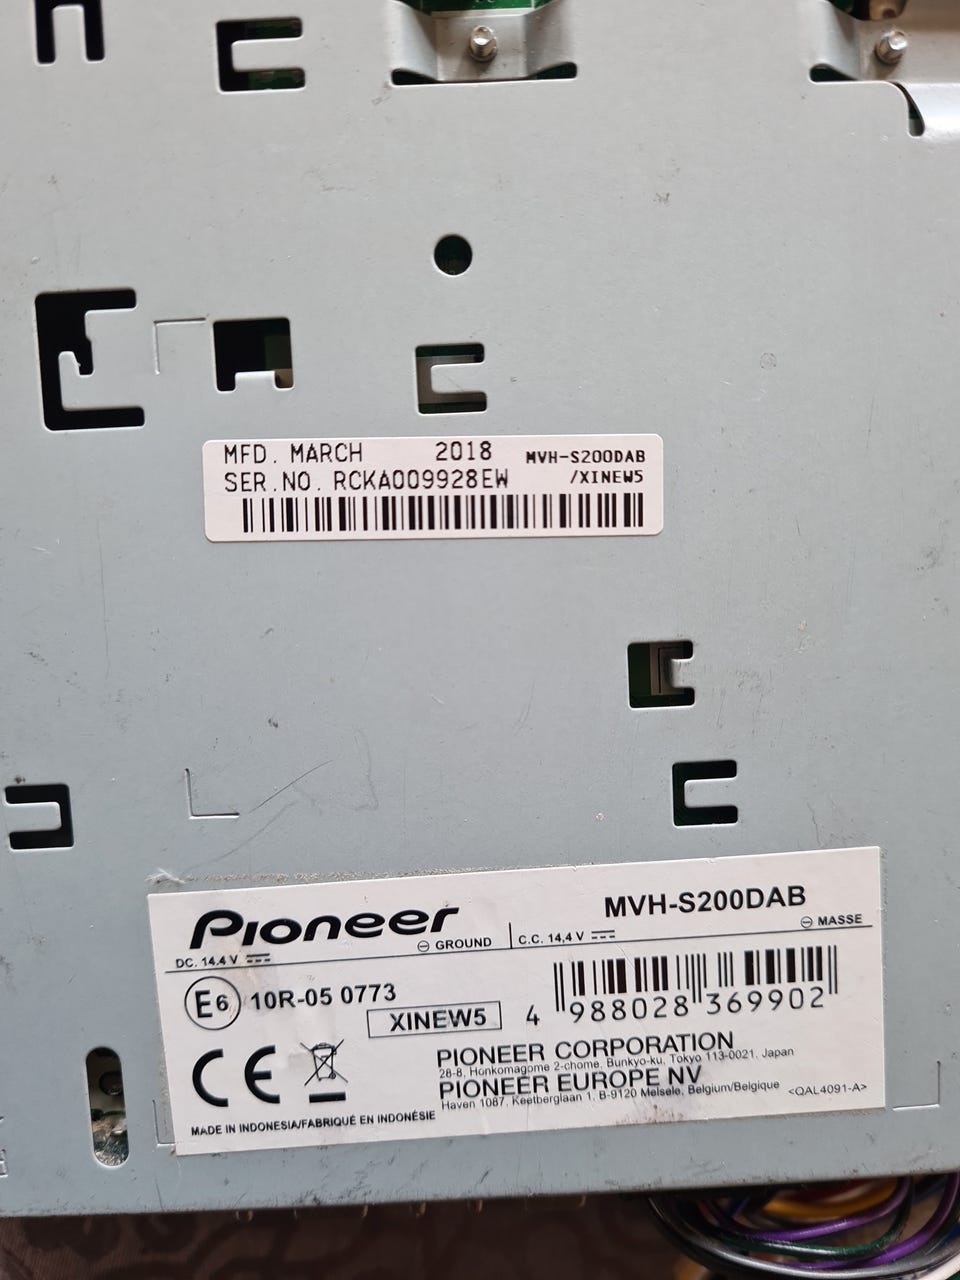 MFD. MARCH 2018 MVH-S200DAB
SER.NO. RCKA009928EW /XINEW5
Pioneer MVH-S200DAB
DC. 14.4 V ⊖ GROUND C.C. 14,4 V ⊖ MASSE
E6 10R-05 0773
XINEW5
4 988028 369902
CE
PIONEER CORPORATION
28-8, Honkomagome 2-chome, Bunkyo-ku, Tokyo 113-0021, Japan
PIONEER EUROPE NV
Haven 1087, Keetberglaan 1, B-9120 Melsele, Belgium/Belgique <QAL4091-A>
MADE IN INDONESIA/FABRIQUÉ EN INDONÉSIE